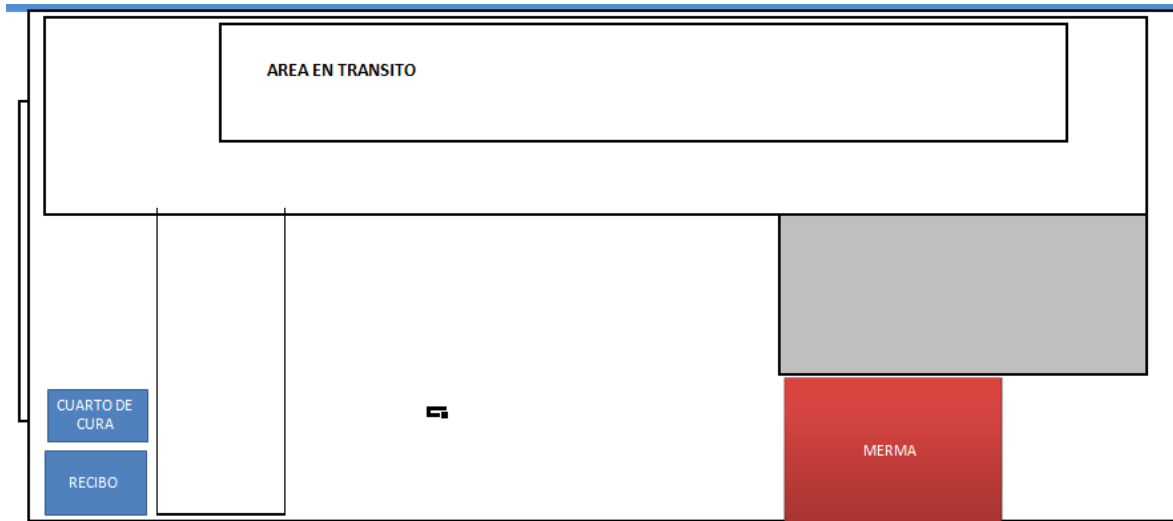 AREA EN TRANSITO
CUARTO DE
CURA
RECIBO
MERMA